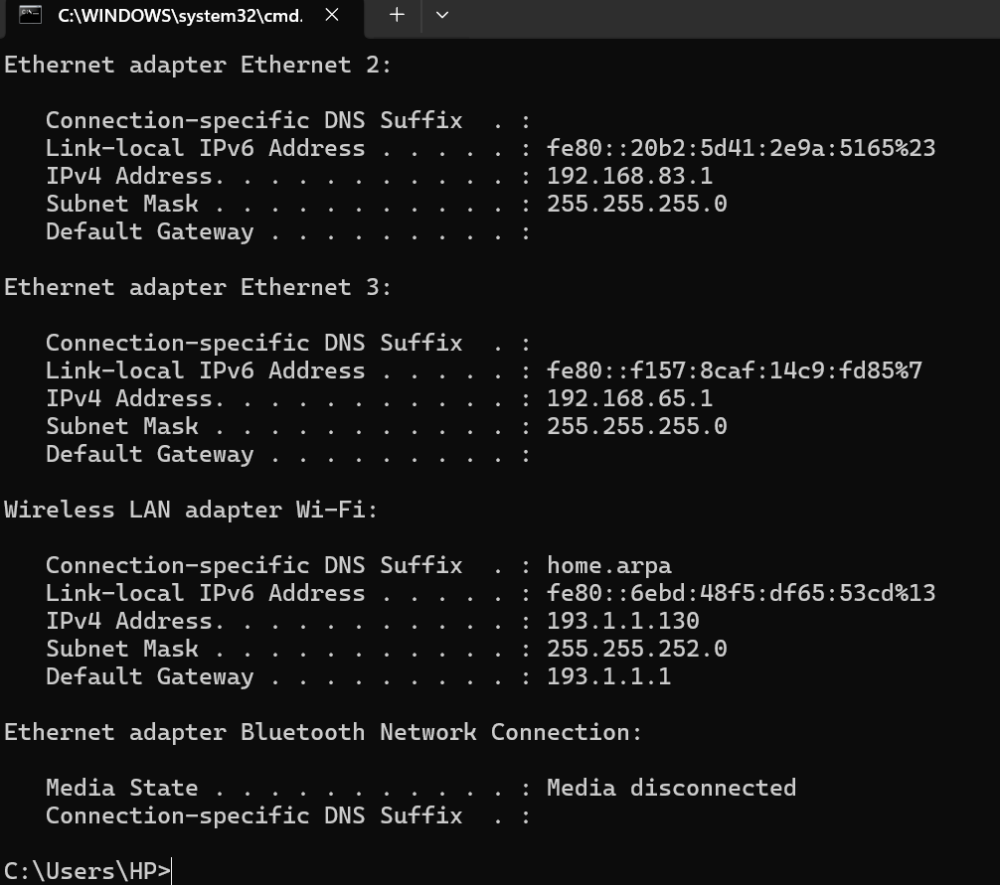 C:\WINDOWS\system32\cmd.
Ethernet adapter Ethernet 2:
Connection-specific DNS Suffix  . :
Link-local IPv6 Address . . . . . : fe80::20b2:5d41:2e9a:5165%23
IPv4 Address. . . . . . . . . . . : 192.168.83.1
Subnet Mask . . . . . . . . . . . : 255.255.255.0
Default Gateway . . . . . . . . . :
Ethernet adapter Ethernet 3:
Connection-specific DNS Suffix  . :
Link-local IPv6 Address . . . . . : fe80::f157:8caf:14c9:fd85%7
IPv4 Address. . . . . . . . . . . : 192.168.65.1
Subnet Mask . . . . . . . . . . . : 255.255.255.0
Default Gateway . . . . . . . . . :
Wireless LAN adapter Wi-Fi:
Connection-specific DNS Suffix  . : home.arpa
Link-local IPv6 Address . . . . . : fe80::6ebd:48f5:df65:53cd%13
IPv4 Address. . . . . . . . . . . : 193.1.1.130
Subnet Mask . . . . . . . . . . . : 255.255.252.0
Default Gateway . . . . . . . . . : 193.1.1.1
Ethernet adapter Bluetooth Network Connection:
Media State . . . . . . . . . . . : Media disconnected
Connection-specific DNS Suffix  . :
C:\Users\HP>